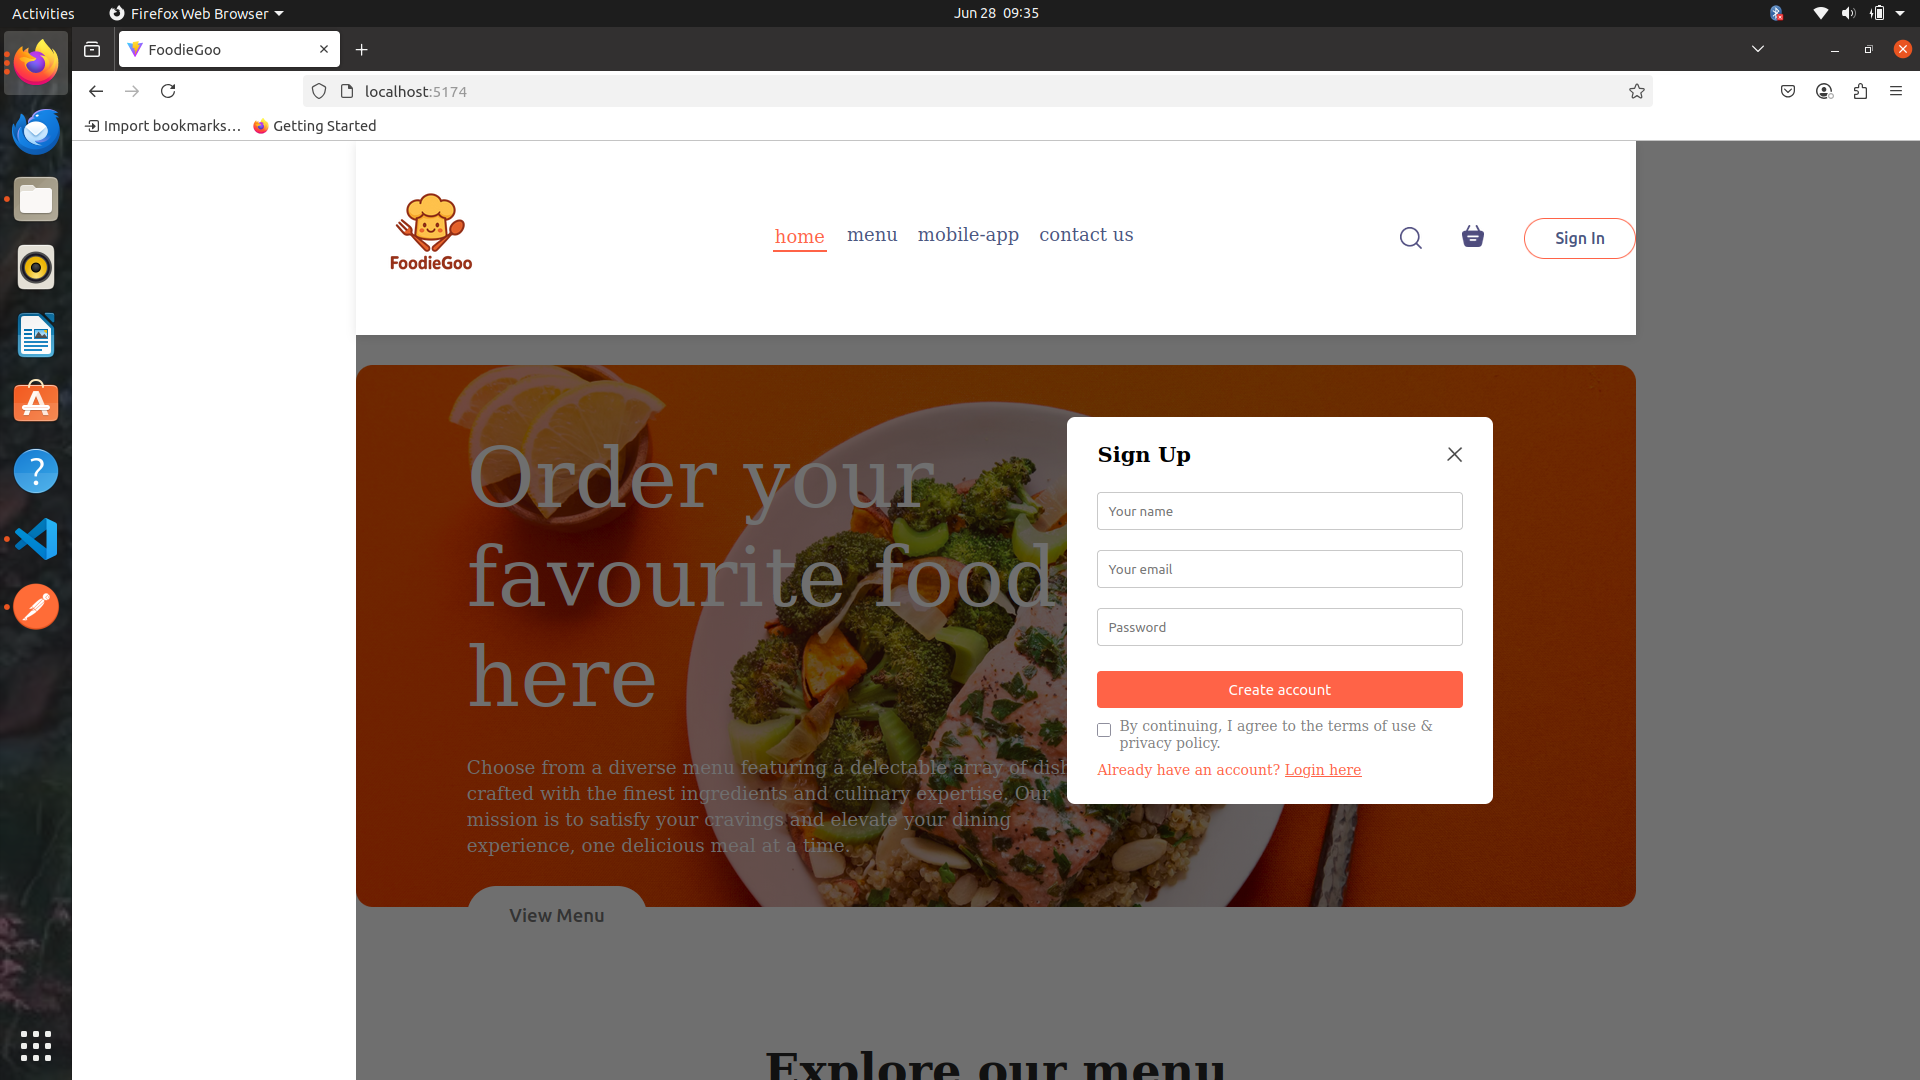 Activities
Firefox Web Browser
Jun 28 09:35
FoodieGoo
localhost:5174
Import bookmarks…
Getting Started
FoodieGoo
home
menu
mobile-app
contact us
Sign In
Order your
favourite food
here
Choose from a diverse menu featuring a delectable array of dish
crafted with the finest ingredients and culinary expertise. Our
mission is to satisfy your cravings and elevate your dining
experience, one delicious meal at a time.
View Menu
Sign Up
Your name
Your email
Password
Create account
By continuing, I agree to the terms of use &
privacy policy.
Already have an account? Login here
Explore our menu